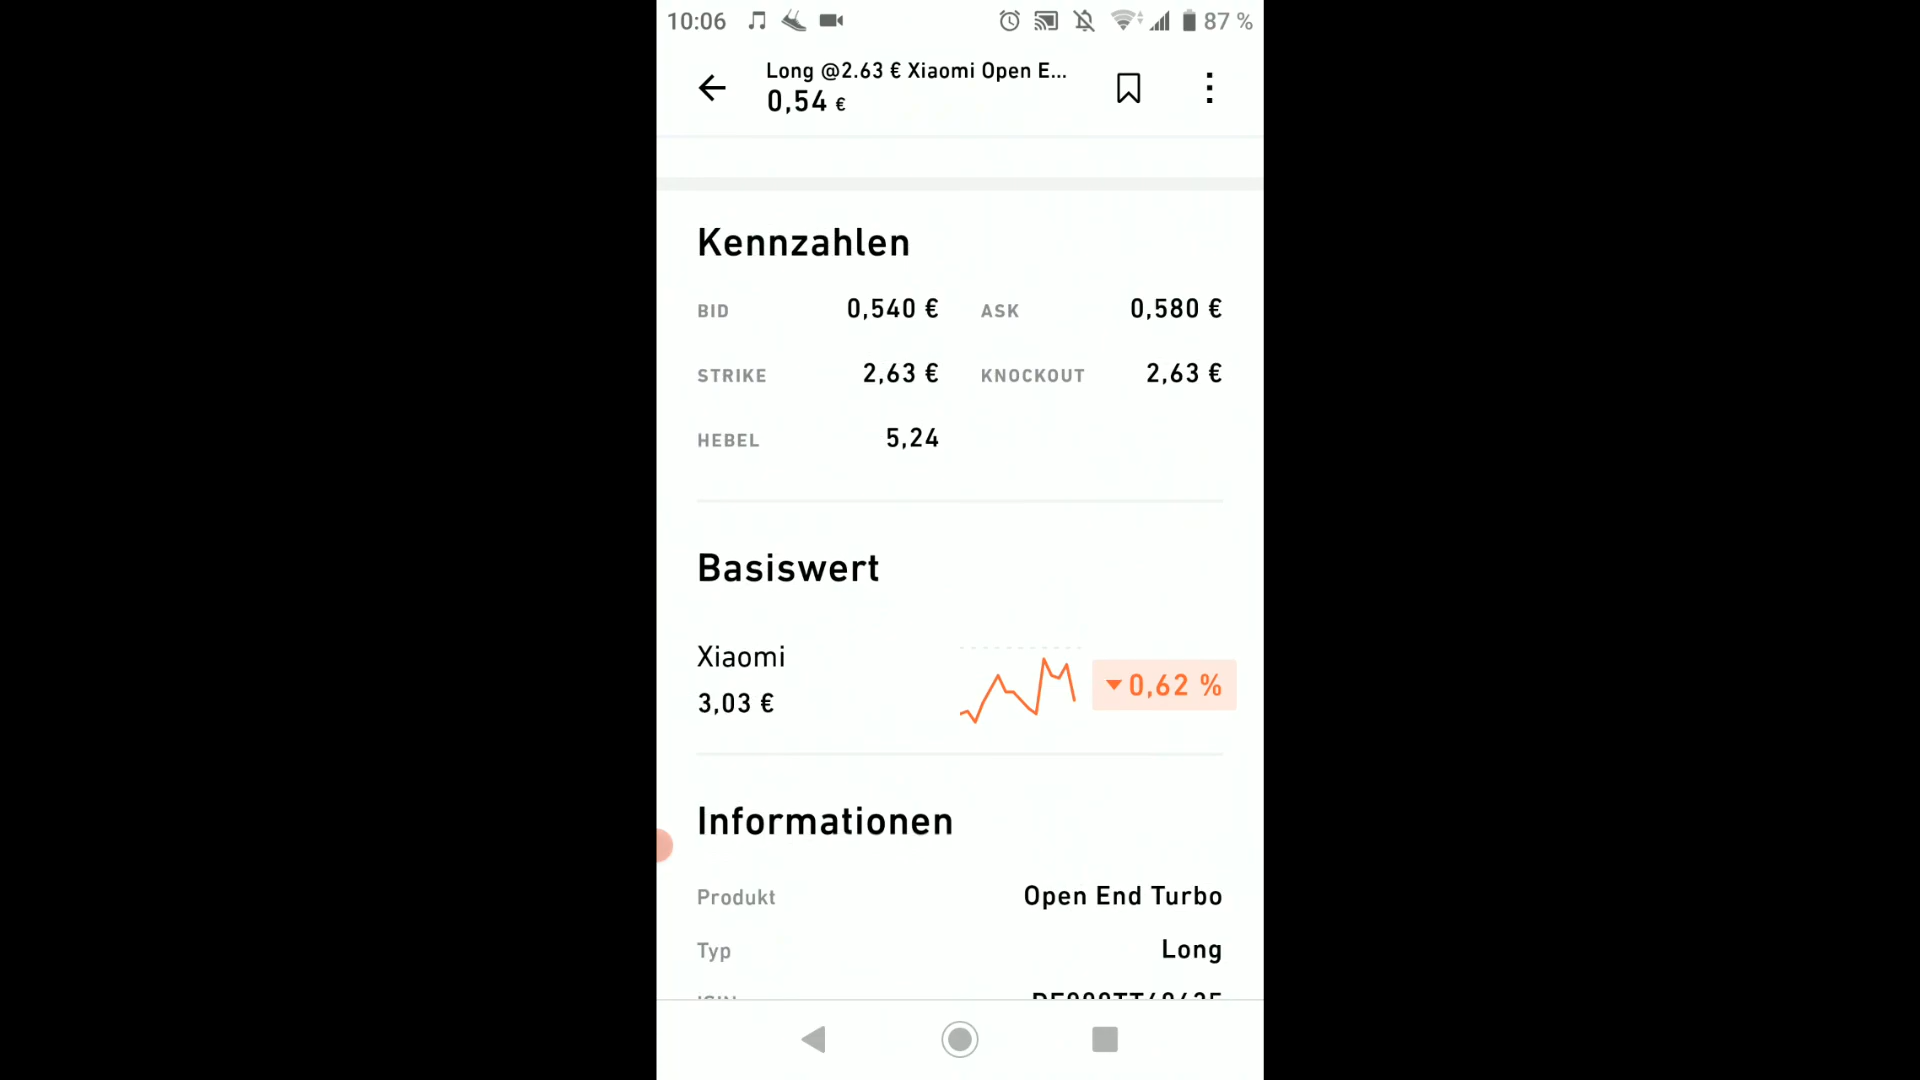 10:06
87 %
Long @2.63 € Xiaomi Open E...
0,54 €
Kennzahlen
BID 0,540 € ASK 0,580 €
STRIKE 2,63 € KNOCKOUT 2,63 €
HEBEL 5,24
Basiswert
Xiaomi
3,03 €
0,62 %
Informationen
Produkt Open End Turbo
Typ Long